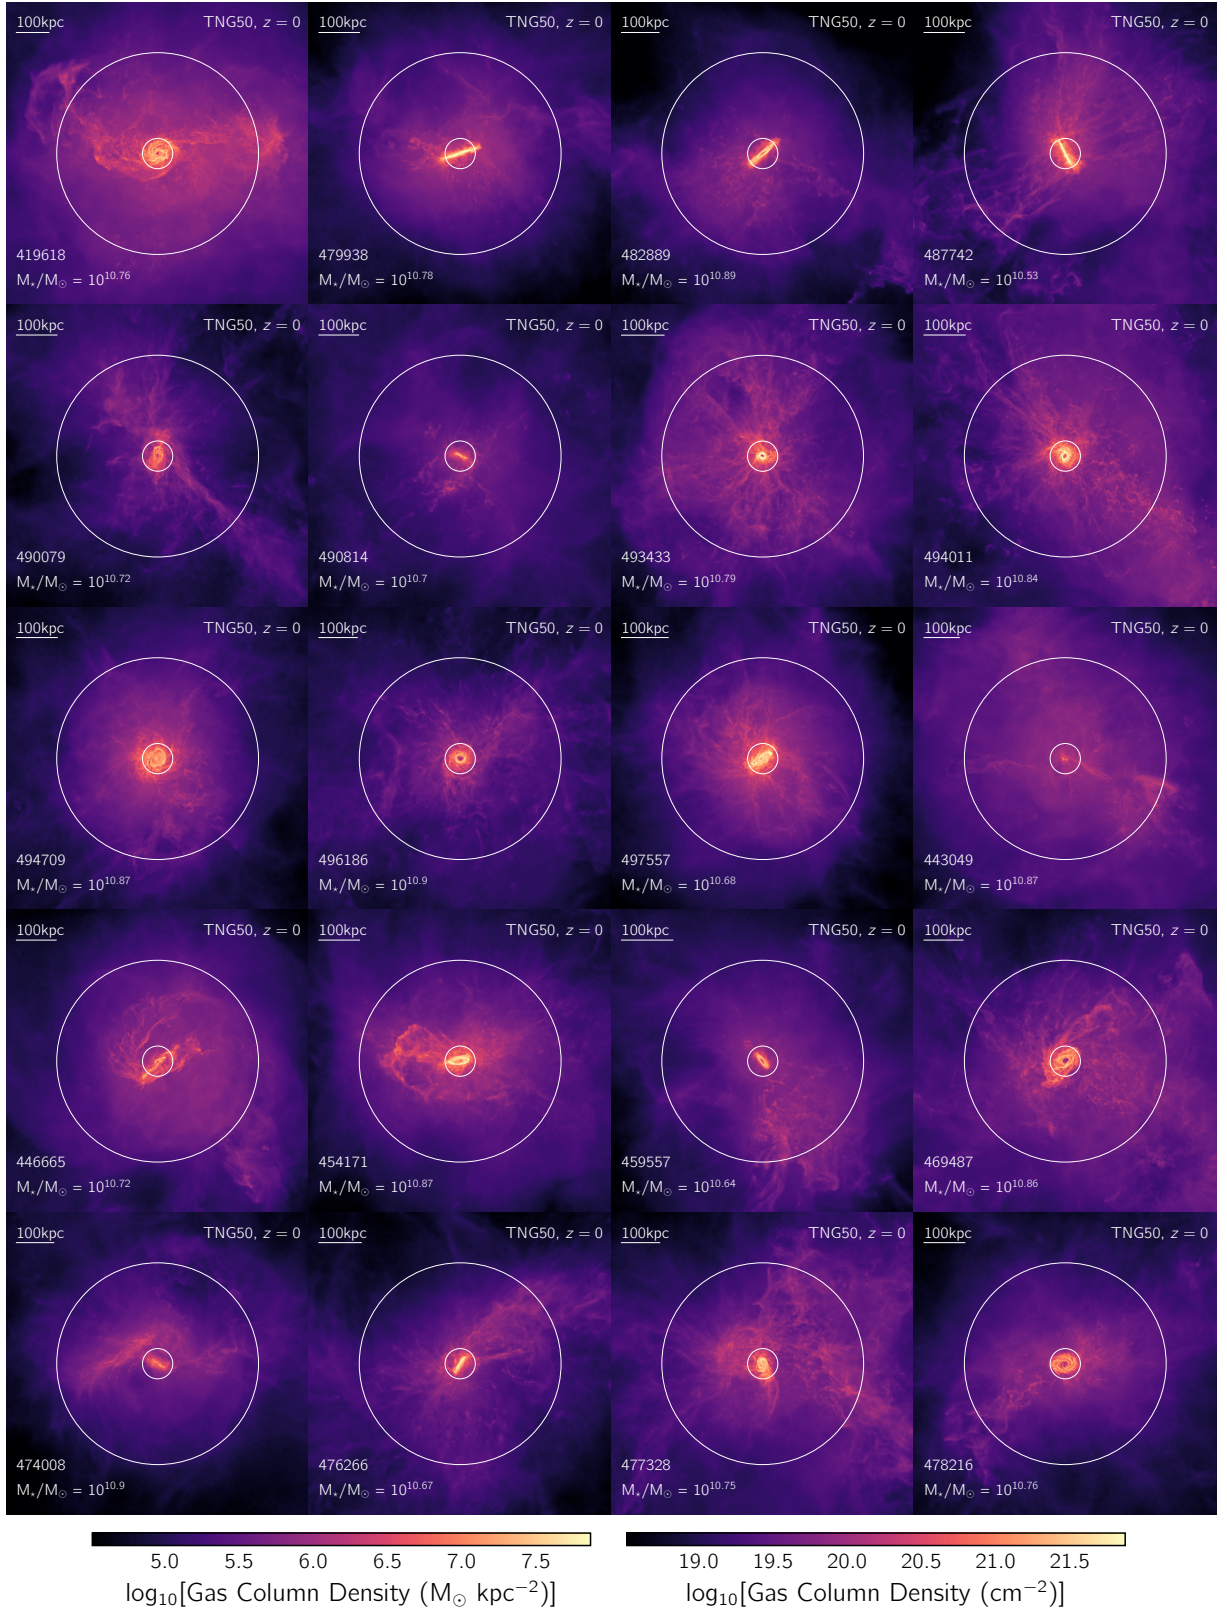 100kpc TNG50, z = 0
419618
M⋆/M☉ = 10^10.76
100kpc TNG50, z = 0
479938
M⋆/M☉ = 10^10.78
100kpc TNG50, z = 0
482889
M⋆/M☉ = 10^10.89
100kpc TNG50, z = 0
487742
M⋆/M☉ = 10^10.53
100kpc TNG50, z = 0
490079
M⋆/M☉ = 10^10.72
100kpc TNG50, z = 0
490814
M⋆/M☉ = 10^10.7
100kpc TNG50, z = 0
493433
M⋆/M☉ = 10^10.79
100kpc TNG50, z = 0
494011
M⋆/M☉ = 10^10.84
100kpc TNG50, z = 0
494709
M⋆/M☉ = 10^10.87
100kpc TNG50, z = 0
496186
M⋆/M☉ = 10^10.9
100kpc TNG50, z = 0
497557
M⋆/M☉ = 10^10.68
100kpc TNG50, z = 0
443049
M⋆/M☉ = 10^10.87
100kpc TNG50, z = 0
446665
M⋆/M☉ = 10^10.72
100kpc TNG50, z = 0
454171
M⋆/M☉ = 10^10.87
100kpc TNG50, z = 0
459557
M⋆/M☉ = 10^10.64
100kpc TNG50, z = 0
469487
M⋆/M☉ = 10^10.86
100kpc TNG50, z = 0
474008
M⋆/M☉ = 10^10.9
100kpc TNG50, z = 0
476266
M⋆/M☉ = 10^10.67
100kpc TNG50, z = 0
477328
M⋆/M☉ = 10^10.75
100kpc TNG50, z = 0
478216
M⋆/M☉ = 10^10.76
5.0 5.5 6.0 6.5 7.0 7.5
log₁₀[Gas Column Density (M☉ kpc⁻²)]
19.0 19.5 20.0 20.5 21.0 21.5
log₁₀[Gas Column Density (cm⁻²)]